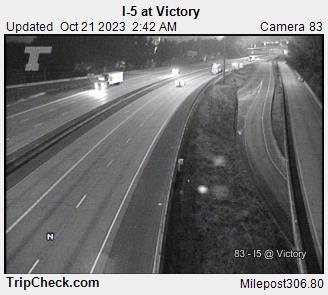 I-5 at Victory
Updated Oct 21 2023 2:42 AM Camera 83
T
N
83 - I5 @ Victory
TripCheck.com Milepost306.80